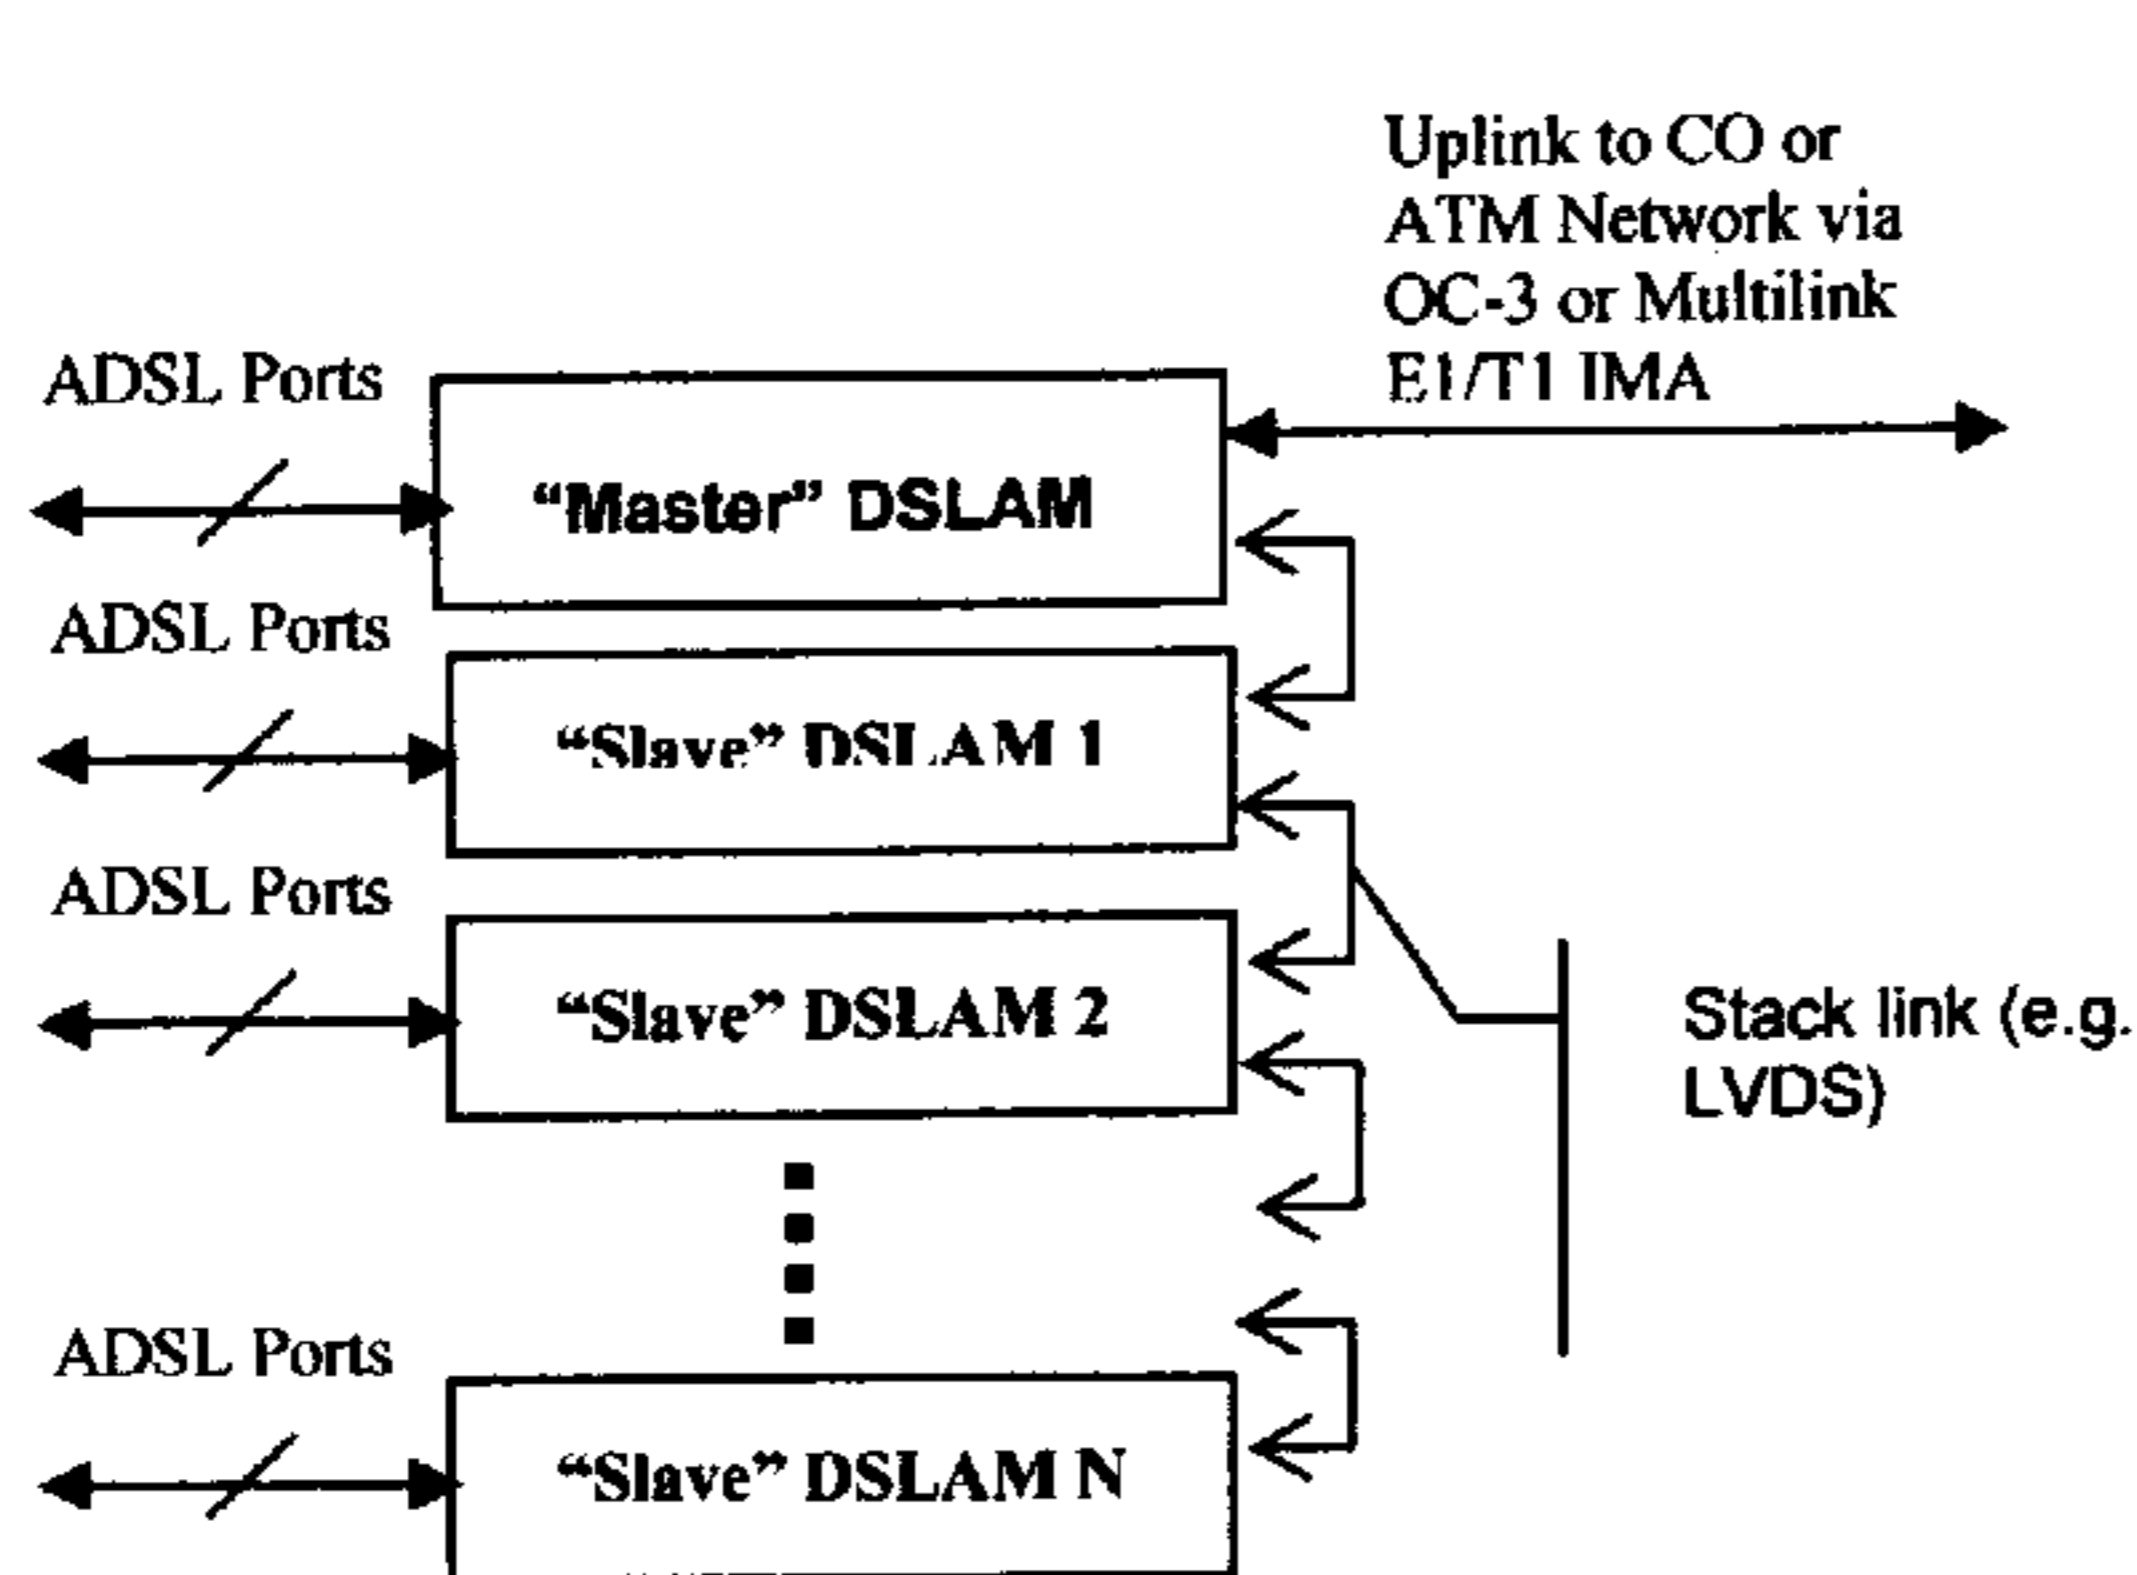 Uplink to CO or
ATM Network via
OC-3 or Multilink
E1/T1 IMA
ADSL Ports
“Master” DSLAM
ADSL Ports
“Slave” DSLAM 1
ADSL Ports
“Slave” DSLAM 2
Stack link (e.g.
LVDS)
ADSL Ports
“Slave” DSLAM N